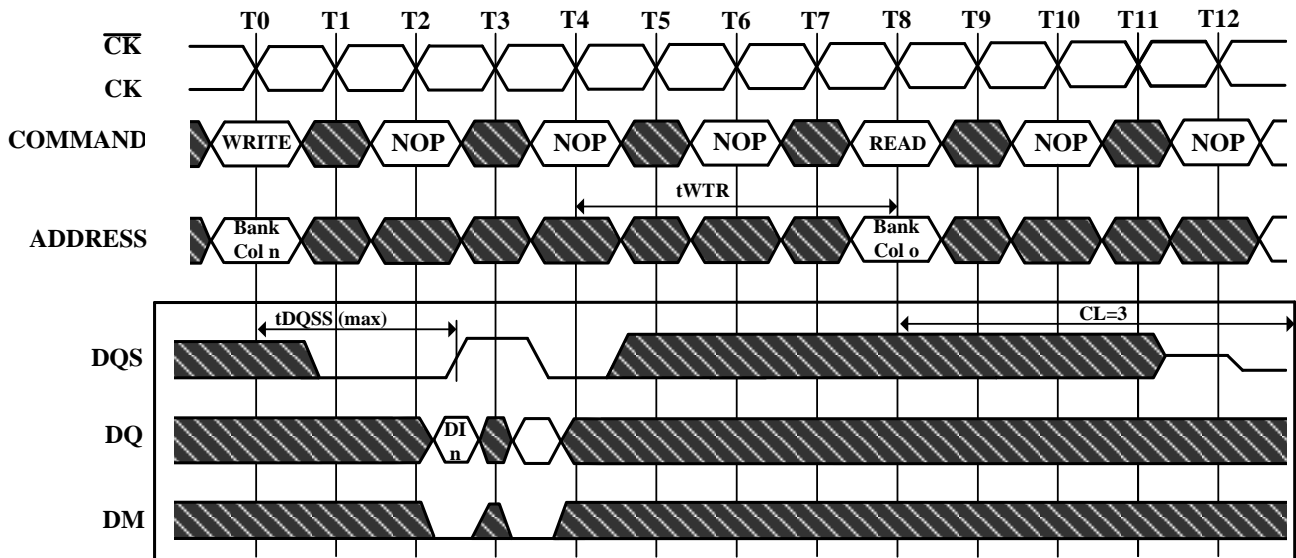 T0 T1 T2 T3 T4 T5 T6 T7 T8 T9 T10 T11 T12
CK
CK
COMMAND WRITE NOP NOP NOP READ NOP NOP
tWTR
ADDRESS Bank Col n Bank Col o
tDQSS (max) CL=3
DQS
DQ DI n
DM